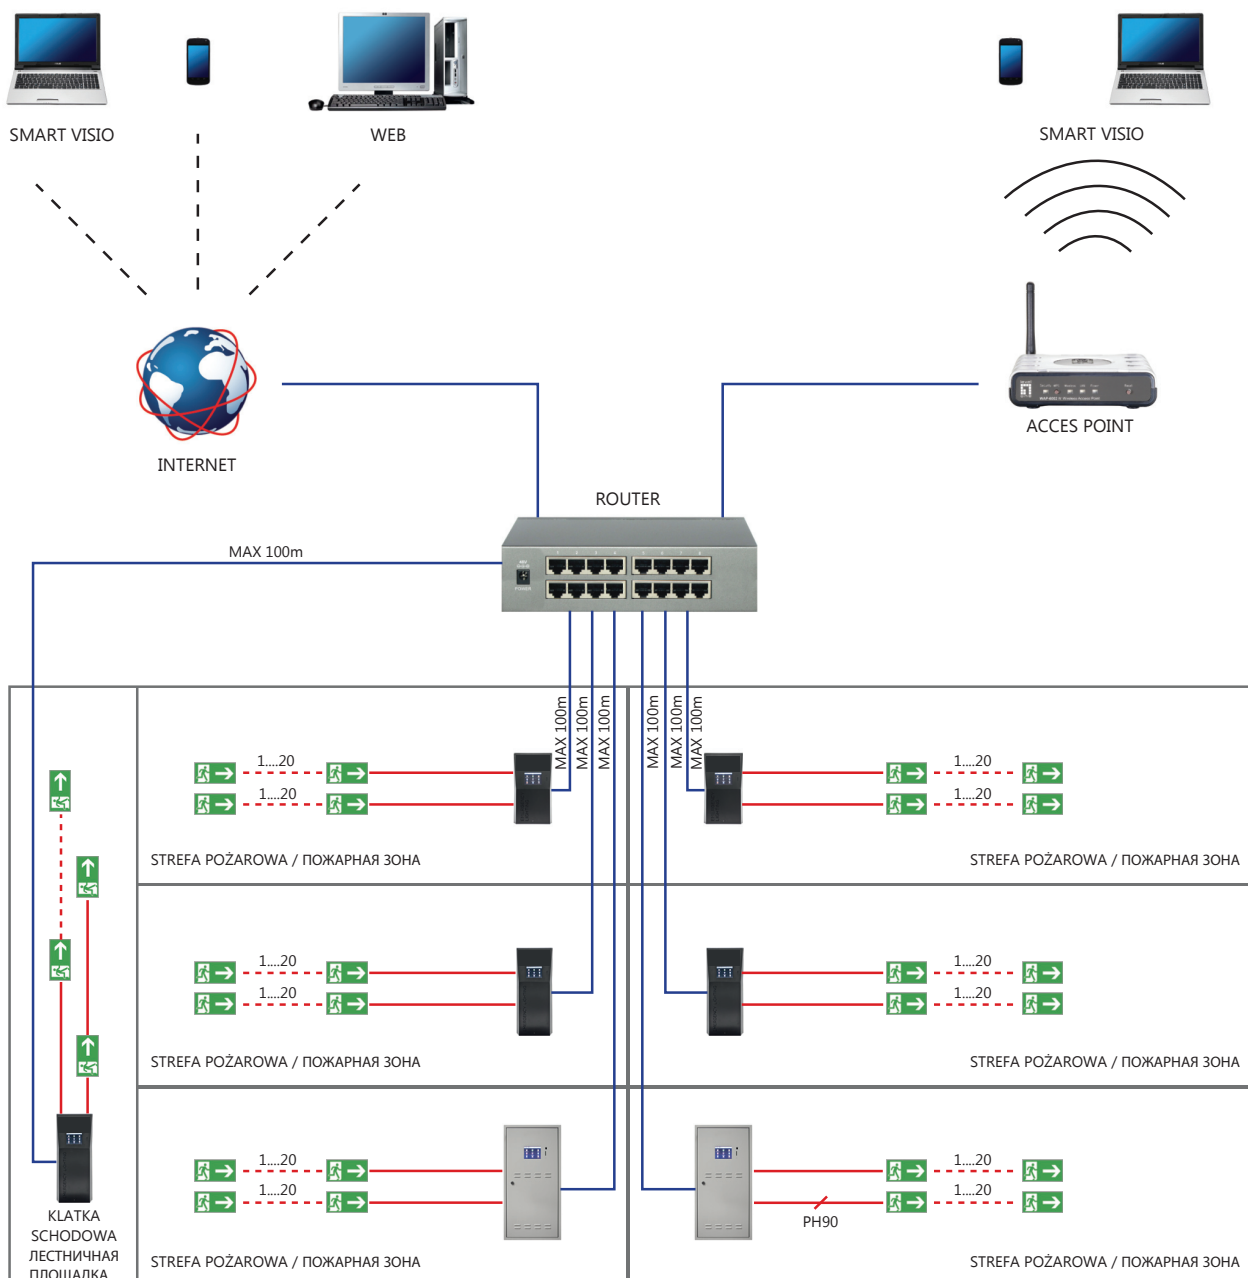 SMART VISIO
WEB
SMART VISIO
INTERNET
ACCES POINT
ROUTER
MAX 100m
MAX 100m
MAX 100m
MAX 100m
MAX 100m
MAX 100m
MAX 100m
1....20
1....20
STREFA POŻAROWA / ПОЖАРНАЯ ЗОНА
1....20
1....20
STREFA POŻAROWA / ПОЖАРНАЯ ЗОНА
1....20
1....20
STREFA POŻAROWA / ПОЖАРНАЯ ЗОНА
1....20
1....20
STREFA POŻAROWA / ПОЖАРНАЯ ЗОНА
1....20
1....20
STREFA POŻAROWA / ПОЖАРНАЯ ЗОНА
1....20
1....20
PH90
STREFA POŻAROWA / ПОЖАРНАЯ ЗОНА
KLATKA
SCHODOWA
ЛЕСТНИЧНАЯ
ПЛОЩАДКА